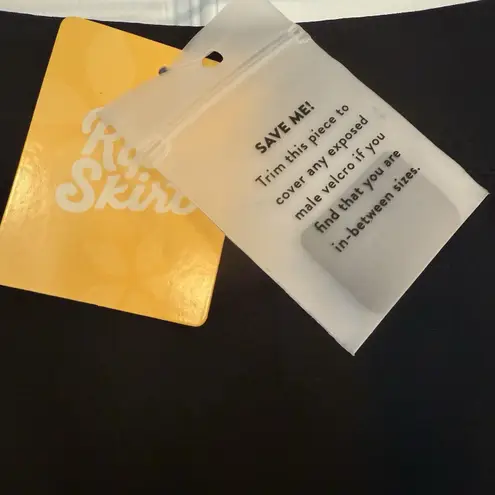 Skirt
SAVE ME!
Trim this piece to
cover any exposed
male velcro if you
find that you are
in-between sizes.